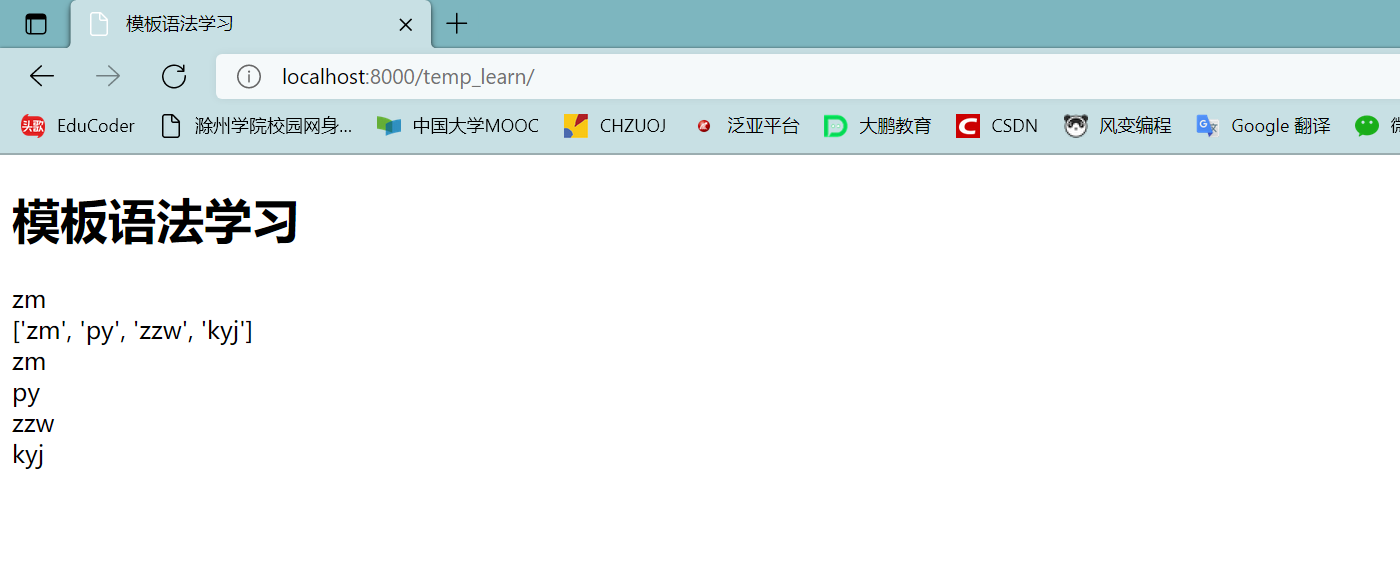 模板语法学习
localhost:8000/temp_learn/
头歌 EduCoder 滁州学院校园网身... 中国大学MOOC CHZUOJ 泛亚平台 大鹏教育 CSDN 风变编程 Google 翻译
模板语法学习
zm
['zm', 'py', 'zzw', 'kyj']
zm
py
zzw
kyj